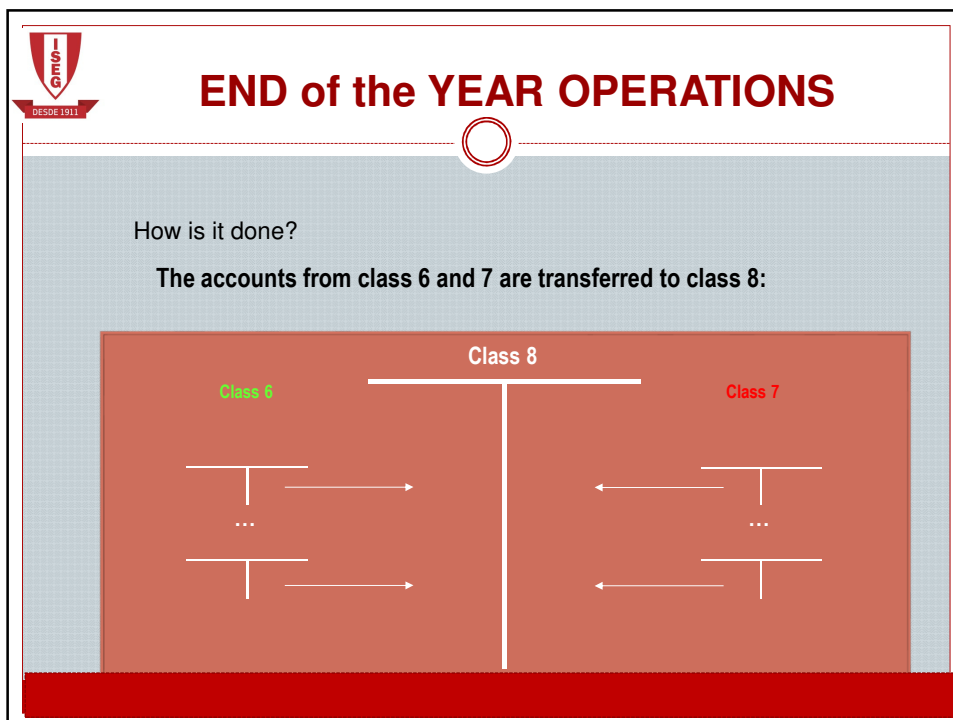 ISEG
DESDE 1911
END of the YEAR OPERATIONS
How is it done?
The accounts from class 6 and 7 are transferred to class 8:
Class 8
Class 6
Class 7
...
...